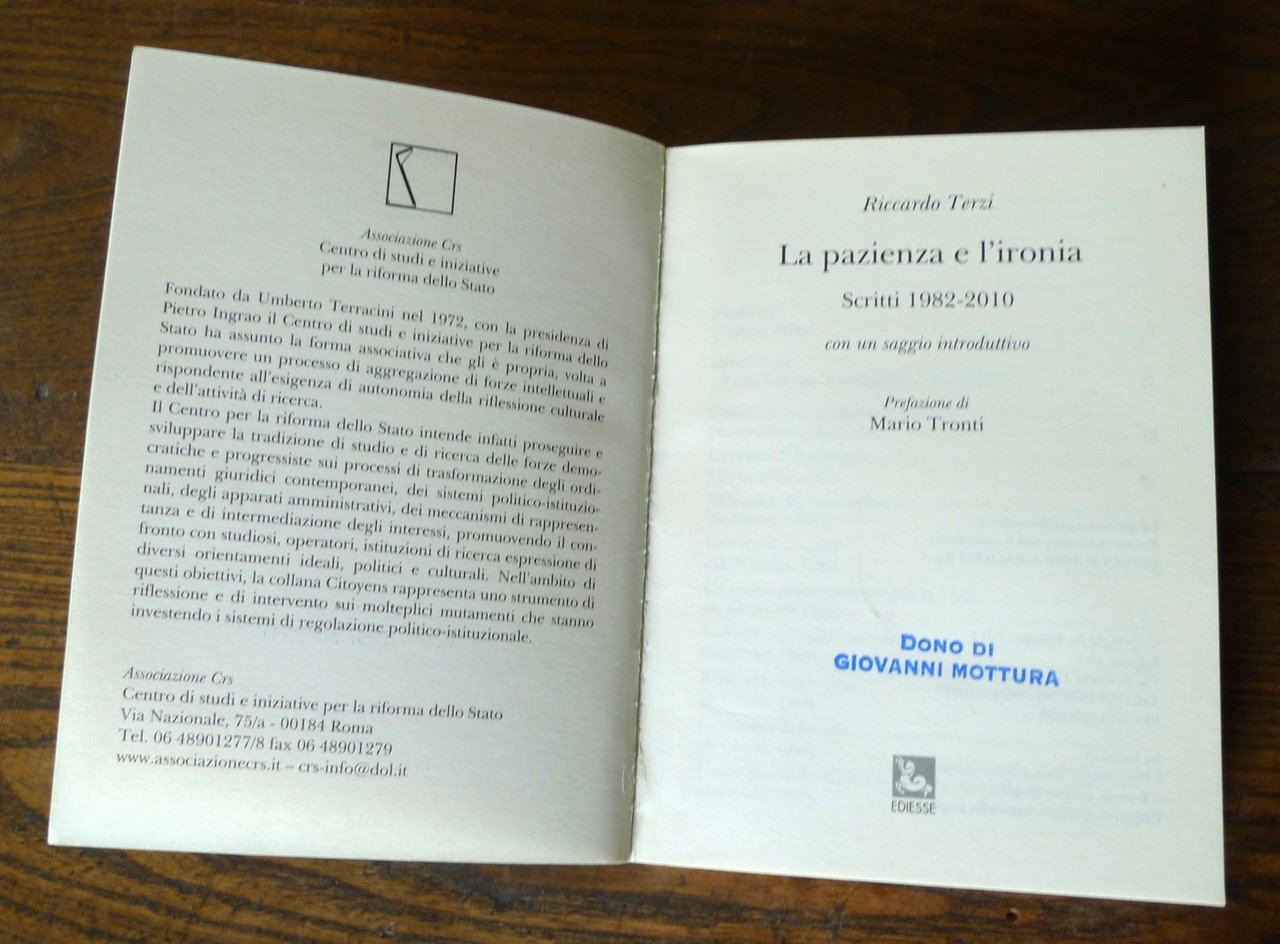 Associazione Crs
Centro di studi e iniziative
per la riforma dello Stato
Fondato da Umberto Terracini nel 1972, con la presidenza di
Pietro Ingrao il Centro di studi e iniziative per la riforma dello
Stato ha assunto la forma associativa che gli è propria, volta a
promuovere un processo di aggregazione di forze intellettuali e
rispondente all'esigenza di autonomia della riflessione culturale
e dell'attività di ricerca.
Il Centro per la riforma dello Stato intende infatti proseguire e
sviluppare la tradizione di studio e di ricerca delle forze demo-
cratiche e progressiste sui processi di trasformazione degli ordi-
namenti giuridici contemporanei, dei sistemi politico-istituzio-
nali, degli apparati amministrativi, dei meccanismi di rappresen-
tanza e di intermediazione degli interessi, promuovendo il con-
fronto con studiosi, operatori, istituzioni di ricerca espressione di
diversi orientamenti ideali, politici e culturali. Nell'ambito di
questi obiettivi, la collana Citoyens rappresenta uno strumento di
riflessione e di intervento sui molteplici mutamenti che stanno
investendo i sistemi di regolazione politico-istituzionale.
Associazione Crs
Centro di studi e iniziative per la riforma dello Stato
Via Nazionale, 75/a - 00184 Roma
Tel. 06 48901277/8 fax 06 48901279
www.associazionecrs.it – crs-info@dol.it
Riccardo Terzi
La pazienza e l'ironia
Scritti 1982-2010
con un saggio introduttivo
Prefazione di
Mario Tronti
DONO DI
GIOVANNI MOTTURA
EDIESSE